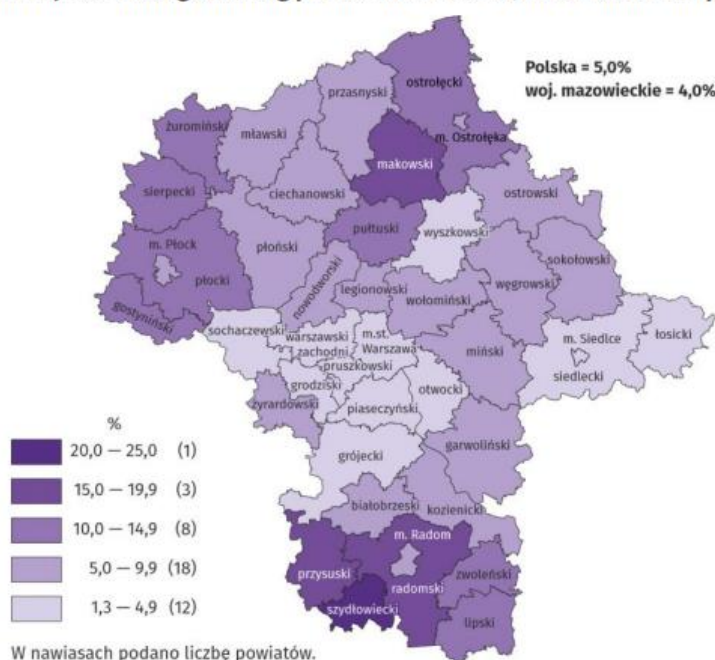 Polska = 5,0%
woj. mazowieckie = 4,0%
ostrołęcki
przasnyski
żuromiński
mławski
m. Ostrołęka
makowski
sierpecki
ciechanowski
ostrowski
pułtuski
wyszkowski
m. Płock
płoński
sokołowski
płocki
nowodworski
legionowski
węgrowski
wołomiński
gostyniński
sochaczewski
warszawski
zachodni
m.st.
Warszawa
pruszkowski
miński
m. Siedlce
łosicki
siedlecki
grodziski
otwocki
żyrardowski
piaseczyński
grójecki
garwoliński
białobrzeski
kozienicki
m. Radom
przysuski
radomski
zwoleński
szydłowiecki
lipski
%
20,0 — 25,0 (1)
15,0 — 19,9 (3)
10,0 — 14,9 (8)
5,0 — 9,9 (18)
1,3 — 4,9 (12)
W nawiasach podano liczbę powiatów.